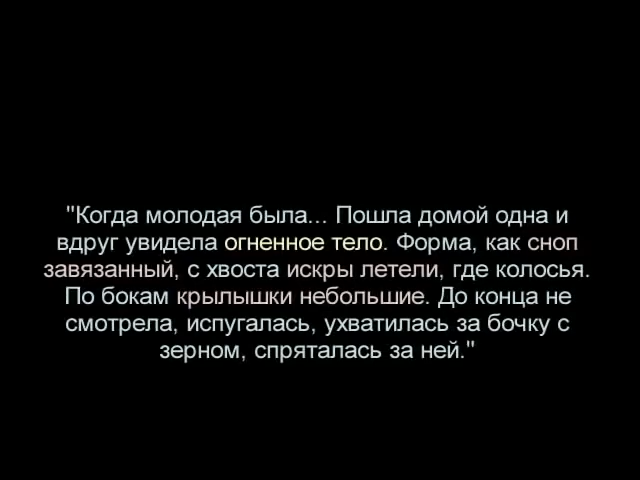 "Когда молодая была... Пошла домой одна и
вдруг увидела огненное тело. Форма, как сноп
завязанный, с хвоста искры летели, где колосья.
По бокам крылышки небольшие. До конца не
смотрела, испугалась, ухватилась за бочку с
зерном, спряталась за ней."